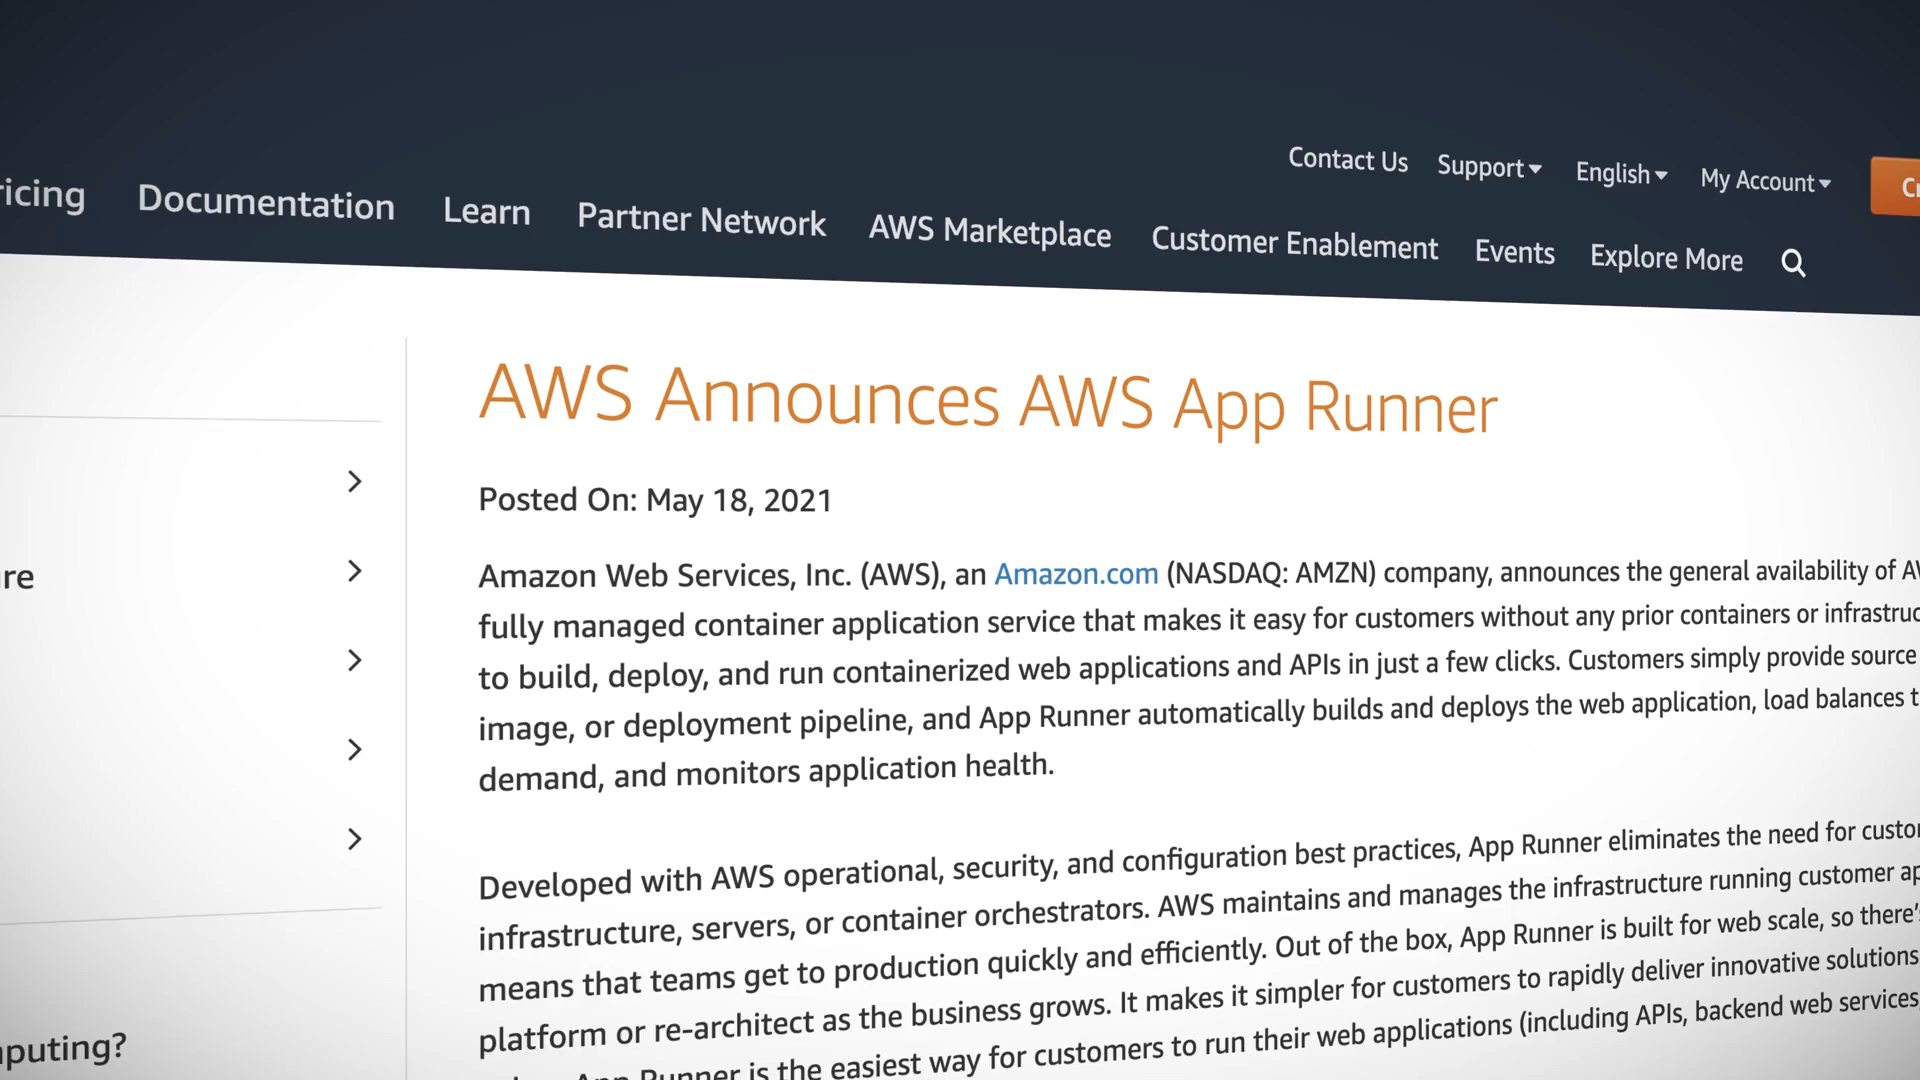 Contact Us Support English My Account
Documentation Learn Partner Network AWS Marketplace Customer Enablement Events Explore More
AWS Announces AWS App Runner
Posted On: May 18, 2021
Amazon Web Services, Inc. (AWS), an Amazon.com (NASDAQ: AMZN) company, announces the general availability of
fully managed container application service that makes it easy for customers without any prior containers or
to build, deploy, and run containerized web applications and APIs in just a few clicks. Customers simply provide source
image, or deployment pipeline, and App Runner automatically builds and deploys the web application, load balances
demand, and monitors application health.
Developed with AWS operational, security, and configuration best practices, App Runner eliminates the need for
infrastructure, servers, or container orchestrators. AWS maintains and manages the infrastructure running customer
means that teams get to production quickly and efficiently. Out of the box, App Runner is built for web scale, so
platform or re-architect as the business grows. It makes it simpler for customers to rapidly deliver innovative solutions
App Runner is the easiest way for customers to run their web applications (including APIs, backend web services,